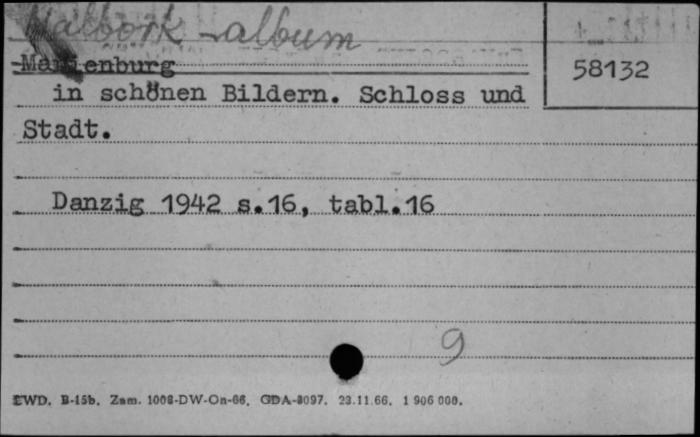 Malbork - album
Marienburg
58132
in schönen Bildern. Schloss und
Stadt.
Danzig 1942 s.16, tabl.16
9
EWD. B-15b. Zam. 1008-DW-On-66. GDA-8097. 23.11.66. 1 906 000.